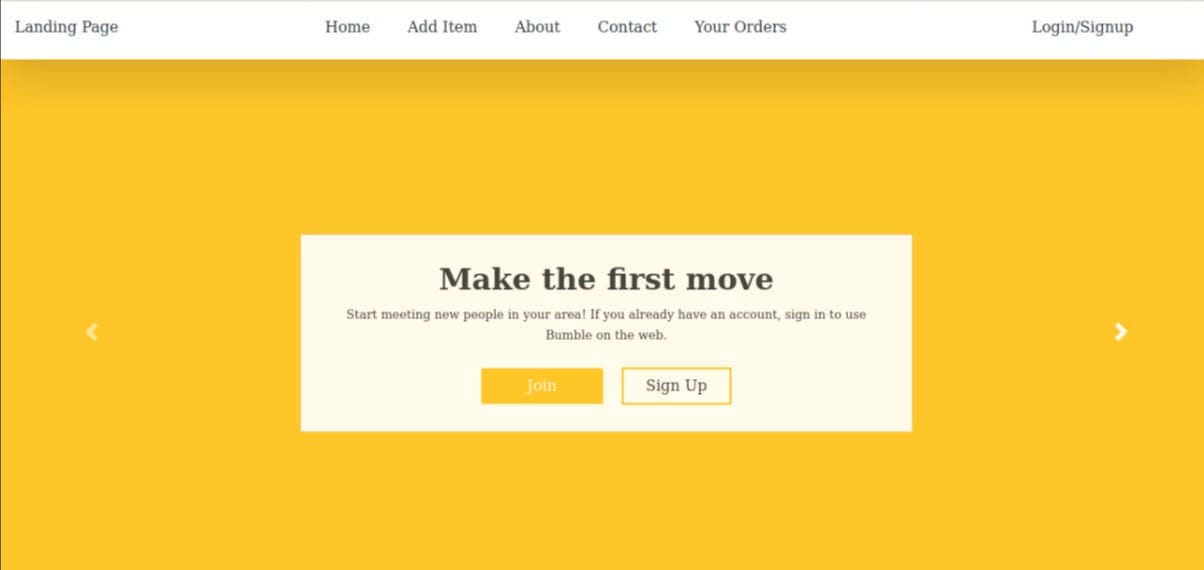 Landing Page Home Add Item About Contact Your Orders Login/Signup
Make the first move
Start meeting new people in your area! If you already have an account, sign in to use
Bumble on the web.
Join Sign Up